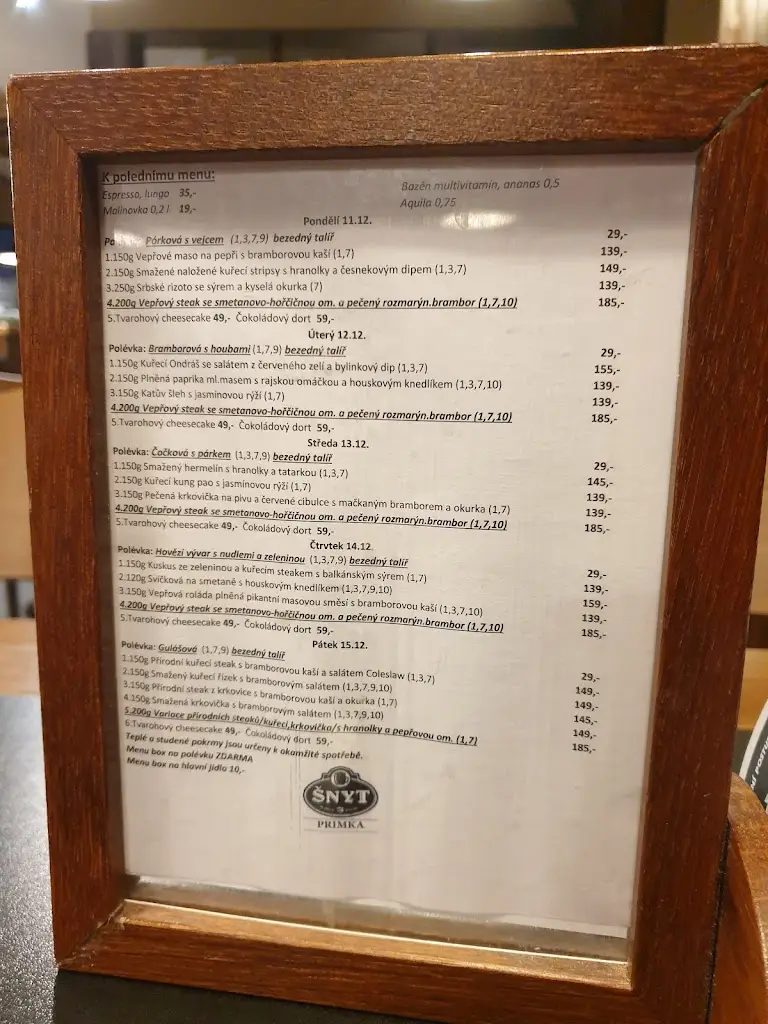 K polednímu menu:
Espresso, lungo 35,- Bazén multivitamín, ananas 0,5
Malinovka 0,2 l 19,- Aquila 0,75
Pondělí 11.12.
Pórková s vejcem (1,3,7,9) bezedný talíř 29,-
1.150g Vepřové maso na pepři s bramborovou kaší (1,7) 139,-
2.150g Smažené naložené kuřecí stripsy s hranolky a česnekovým dipem (1,3,7) 149,-
3.250g Srbské rizoto se sýrem a kyselá okurka (7) 139,-
4.200g Vepřový steak se smetanovo-hořčičnou om. a pečený rozmarýn.brambor (1,7,10) 185,-
5.Tvarohový cheesecake 49,- Čokoládový dort 59,-
Úterý 12.12.
Polévka: Bramborová s houbami (1,7,9) bezedný talíř 29,-
1.150g Kuřecí Ondráš se salátem z červeného zelí a bylinkový dip (1,3,7) 155,-
2.150g Plněná paprika ml.masem s rajskou omáčkou a houskovým knedlíkem (1,3,7,10) 139,-
3.150g Katův šleh s jasmínovou rýží (1,7) 139,-
4.200g Vepřový steak se smetanovo-hořčičnou om. a pečený rozmarýn.brambor (1,7,10) 185,-
5.Tvarohový cheesecake 49,- Čokoládový dort 59,-
Středa 13.12.
Polévka: Čočková s párkem (1,3,7,9) bezedný talíř 29,-
1.150g Smažený hermelín s hranolky a tatarkou (1,3,7) 145,-
2.150g Kuřecí kung pao s jasmínovou rýží (1,7) 139,-
3.150g Pečená krkovička na pivu a červené cibulce s mačkaným bramborem a okurka (1,7) 139,-
4.200g Vepřový steak se smetanovo-hořčičnou om. a pečený rozmarýn.brambor (1,7,10) 185,-
5.Tvarohový cheesecake 49,- Čokoládový dort 59,-
Čtrvtek 14.12.
Polévka: Hovězí vývar s nudlemi a zeleninou (1,3,7,9) bezedný talíř 29,-
1.150g Kuskus ze zeleninou a kuřecím steakem s balkánským sýrem (1,7) 139,-
2.120g Svíčková na smetaně s houskovým knedlíkem (1,3,7,9,10) 159,-
3.150g Vepřová roláda plněná pikantní masovou směsí s bramborovou kaší (1,3,7,10) 139,-
4.200g Vepřový steak se smetanovo-hořčičnou om. a pečený rozmarýn.brambor (1,7,10) 185,-
5.Tvarohový cheesecake 49,- Čokoládový dort 59,-
Pátek 15.12.
Polévka: Gulášová (1,7,9) bezedný talíř 29,-
1.150g Přírodní kuřecí steak s bramborovou kaší a salátem Coleslaw (1,3,7) 149,-
2.150g Smažený kuřecí řízek s bramborovým salátem (1,3,7,9,10) 149,-
3.150g Přírodní steak z krkovice s bramborovou kaší a okurka (1,7) 145,-
4.150g Smažená krkovička s bramborovým salátem (1,3,7,9,10) 149,-
5.200g Variace přírodních steaků/kuřecí,krkovička/s hranolky a pepřovou om. (1,7) 185,-
6.Tvarohový cheesecake 49,- Čokoládový dort 59,-
Teplé a studené pokrmy jsou určeny k okamžité spotřebě.
Menu box na polévku ZDARMA
Menu box na hlavní jídlo 10,-
ŠNYT
PRIMKA